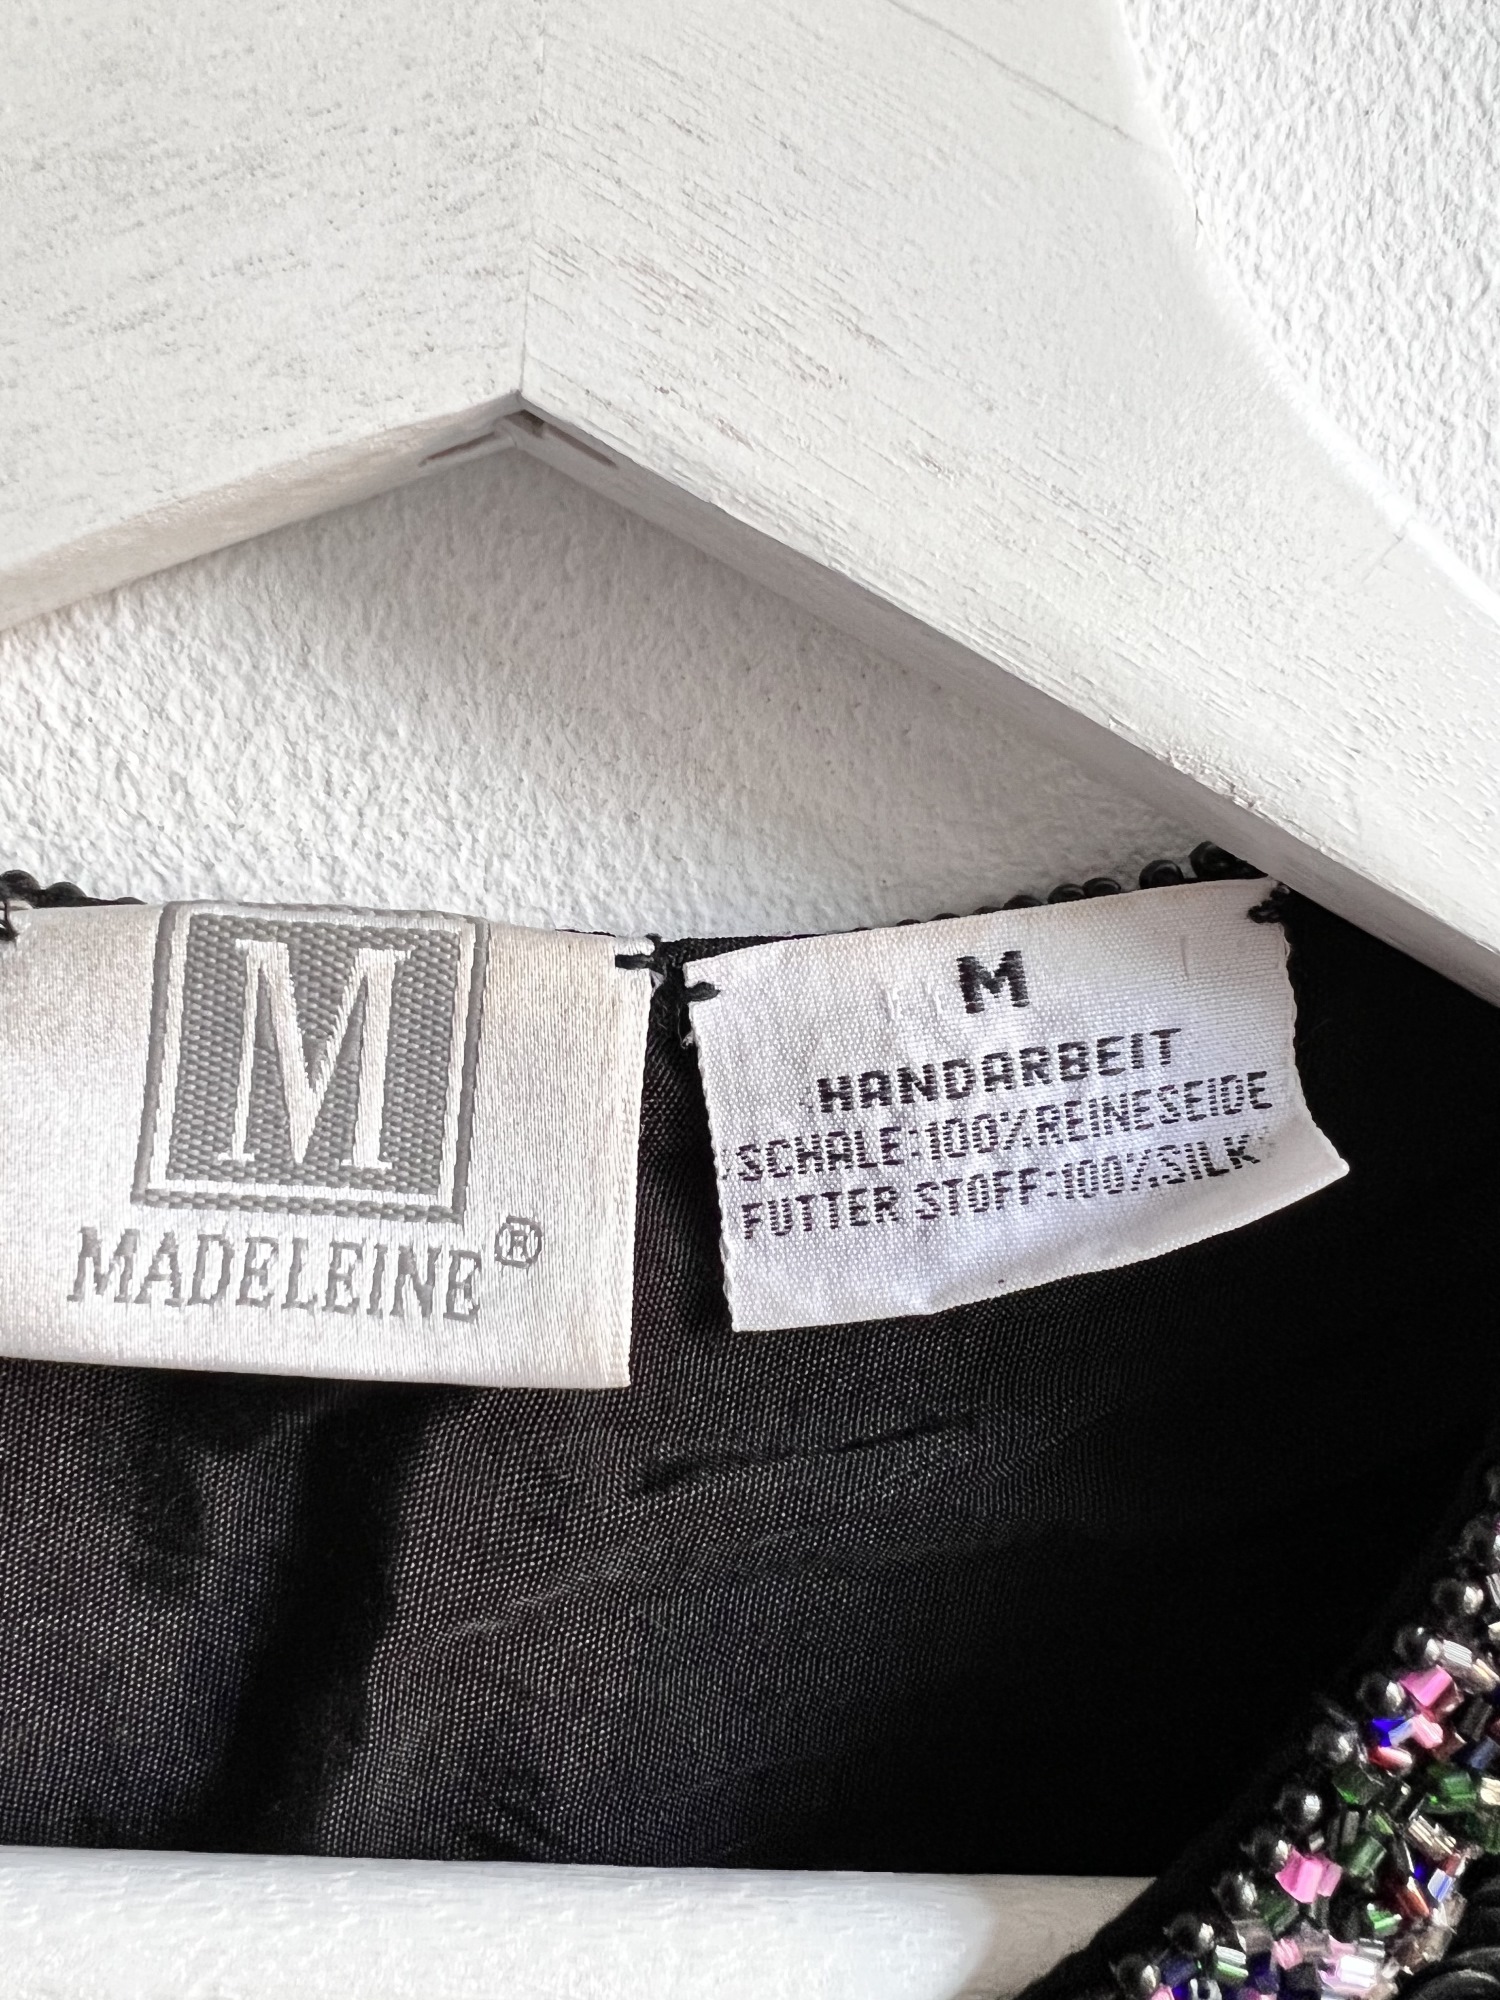 M
MADELEINE®
M
HANDARBEIT
SCHALE:100%REINESEIDE
FUTTER STOFF:100%SILK